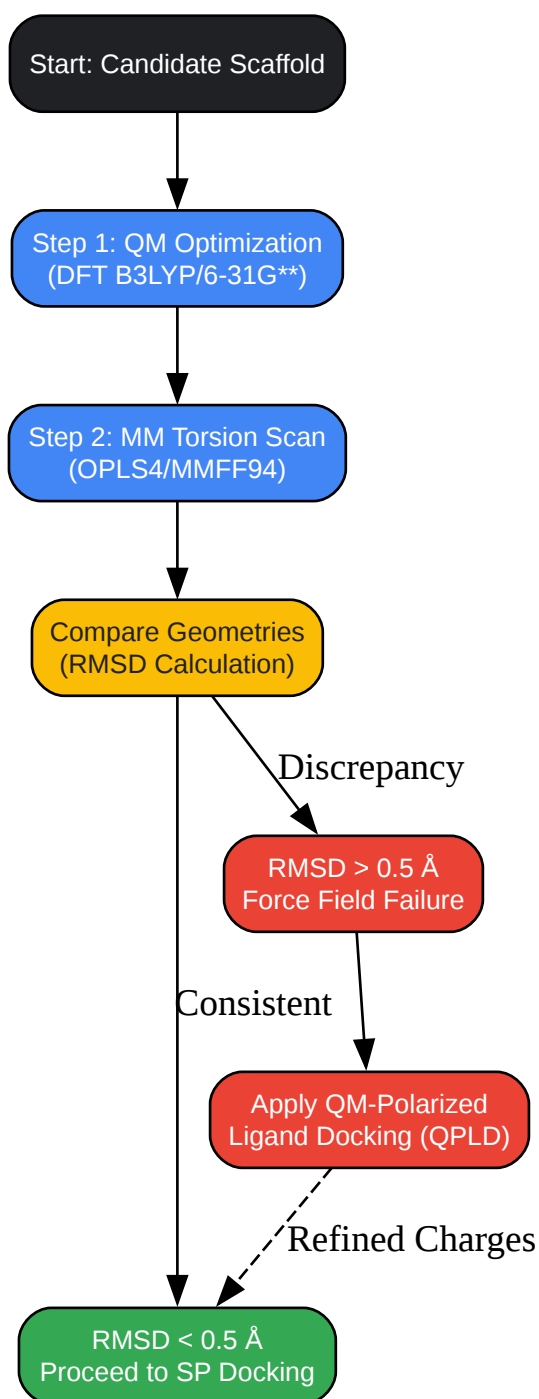 Start: Candidate Scaffold
Step 1: QM Optimization
(DFT B3LYP/6-31G**)
Step 2: MM Torsion Scan
(OPLS4/MMFF94)
Compare Geometries
(RMSD Calculation)
Discrepancy
RMSD > 0.5 Å
Force Field Failure
Consistent
Apply QM-Polarized
Ligand Docking (QPLD)
Refined Charges
RMSD < 0.5 Å
Proceed to SP Docking